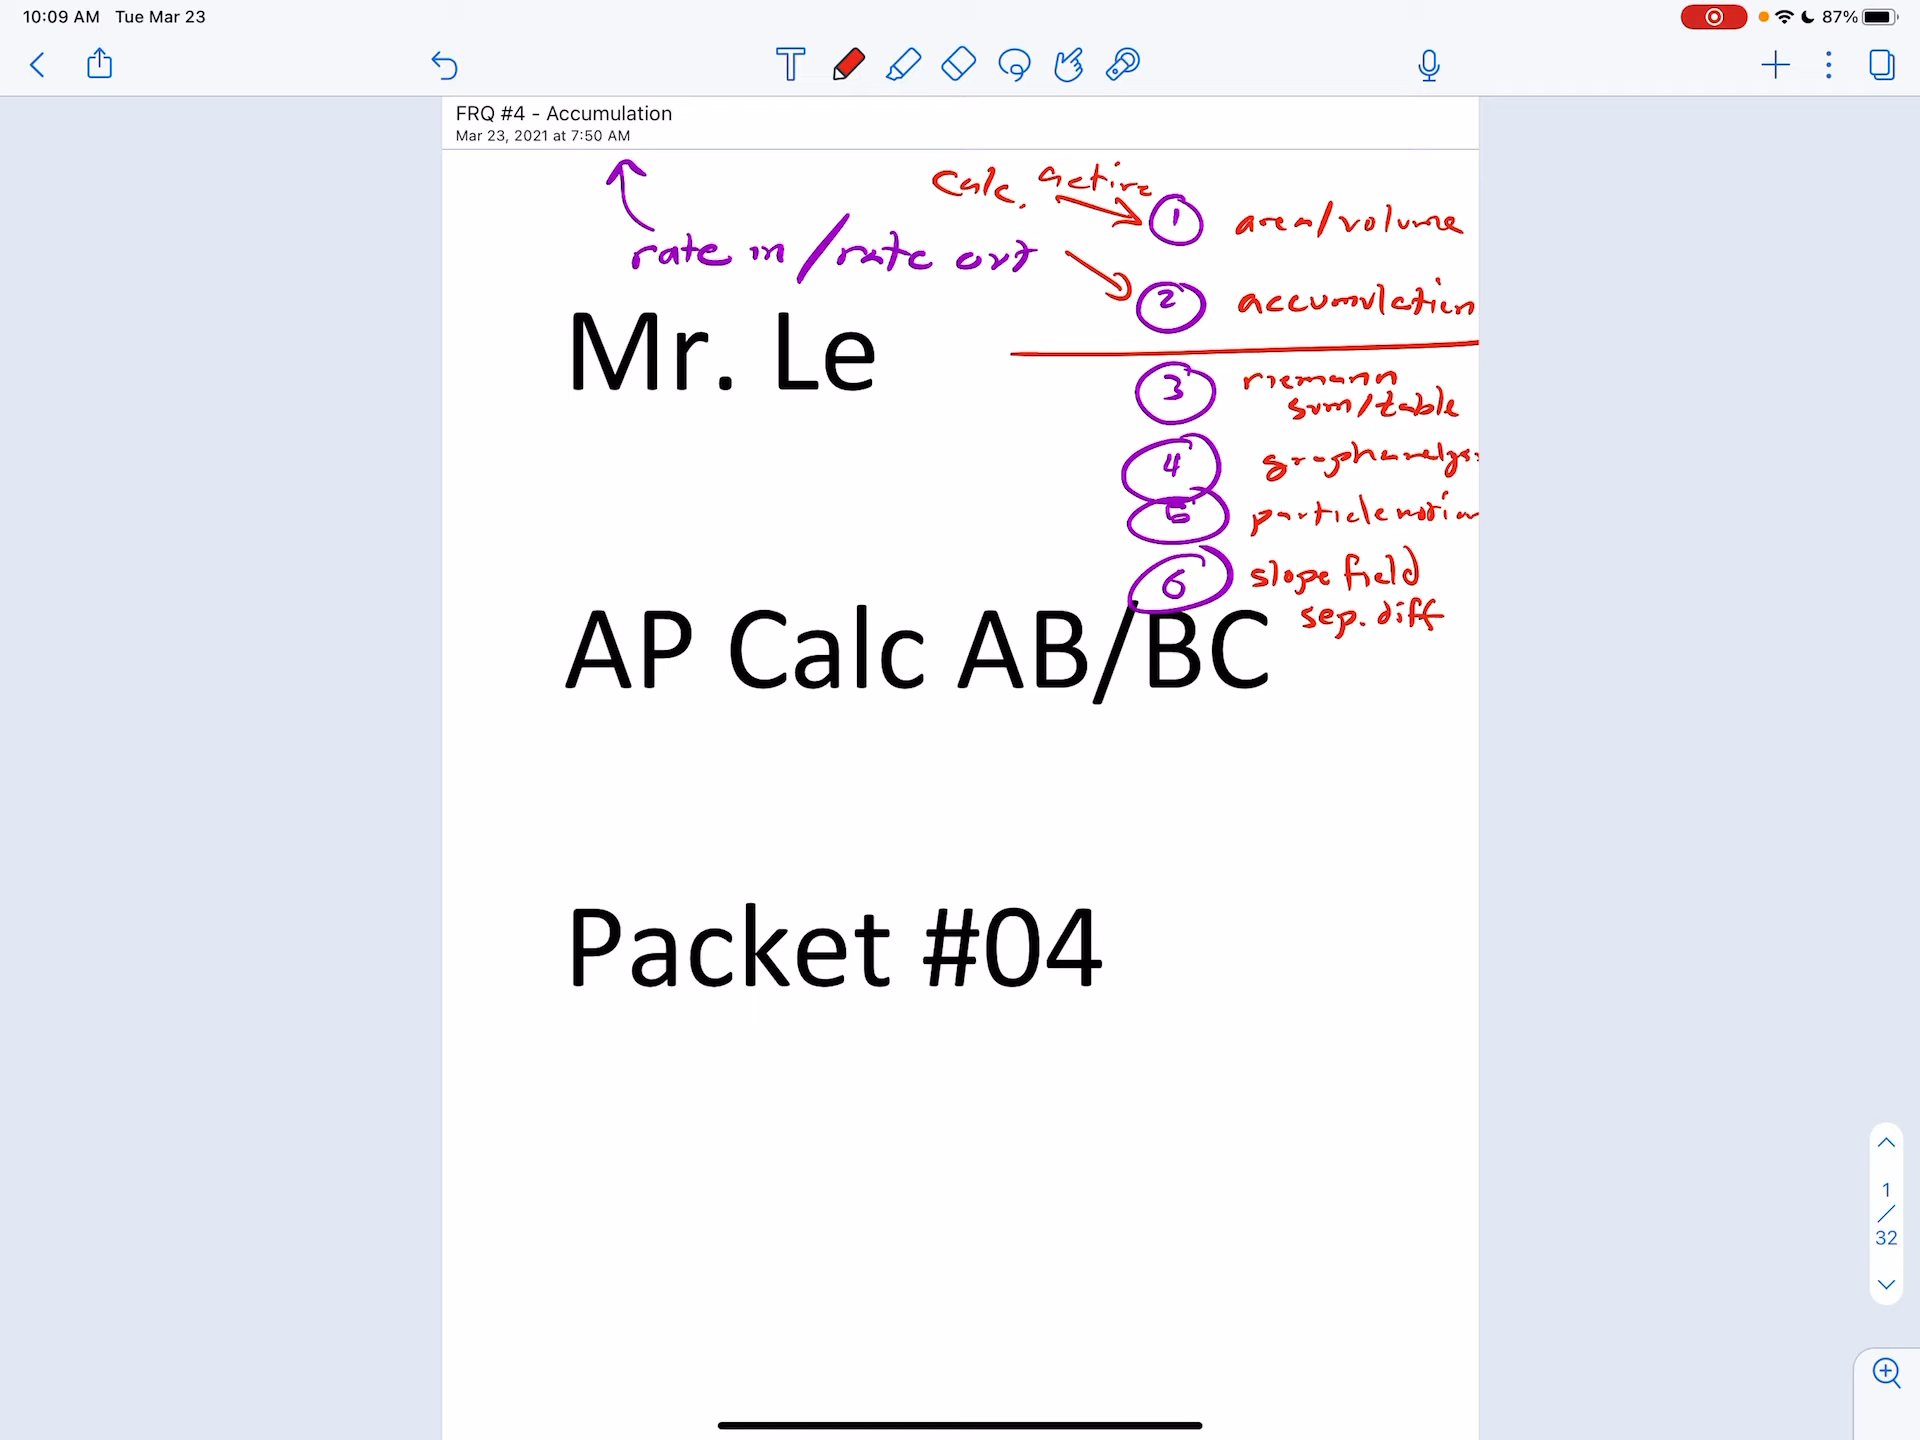 10:09 AM Tue Mar 23
87%
FRQ #4 - Accumulation
Mar 23, 2021 at 7:50 AM
calc. active
1 area/volume
rate in / rate out
2 accumulation
Mr. Le
3 riemann
sum/table
4 graph analys
5 particle motion
6 slope field
sep. diff
AP Calc AB/BC
Packet #04
1
/
32